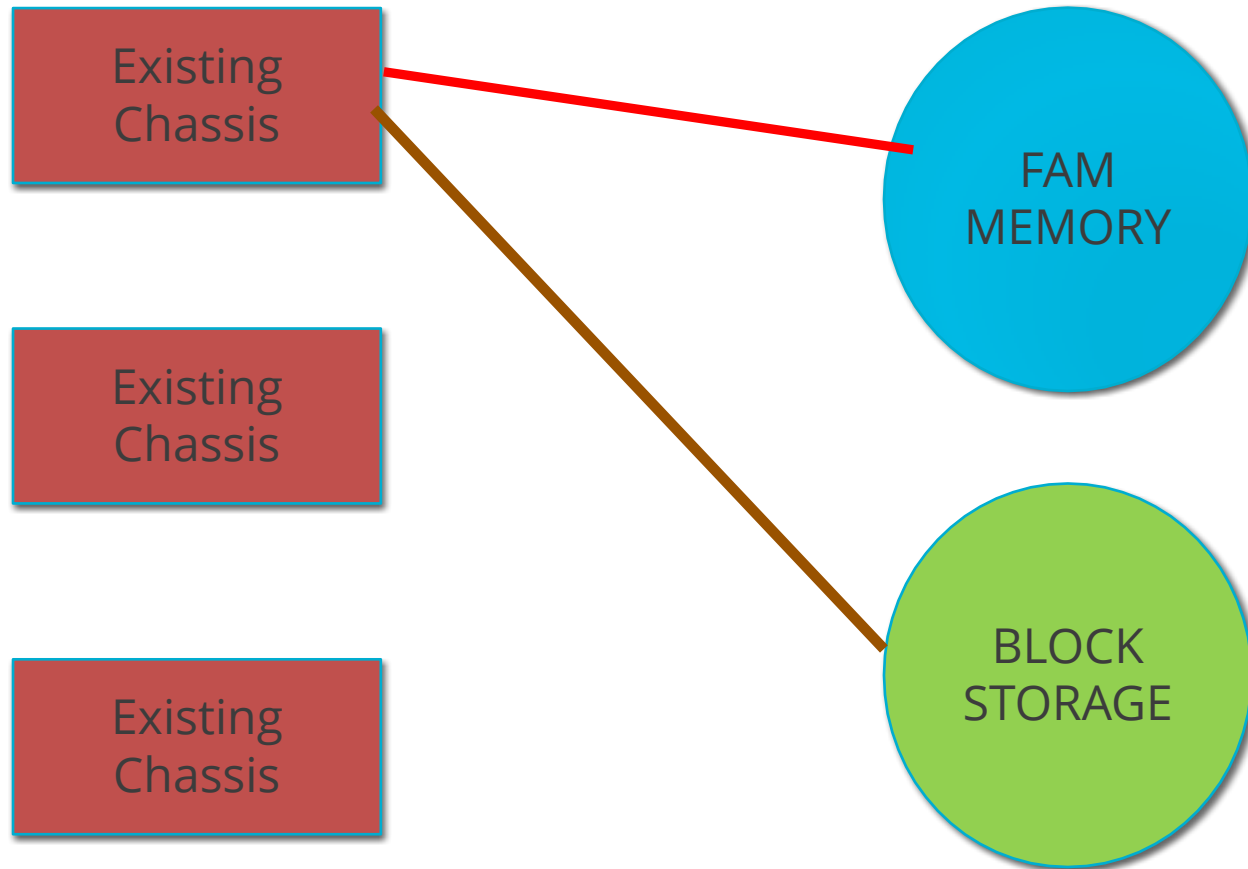 Existing
Chassis
FAM
MEMORY
Existing
Chassis
BLOCK
STORAGE
Existing
Chassis